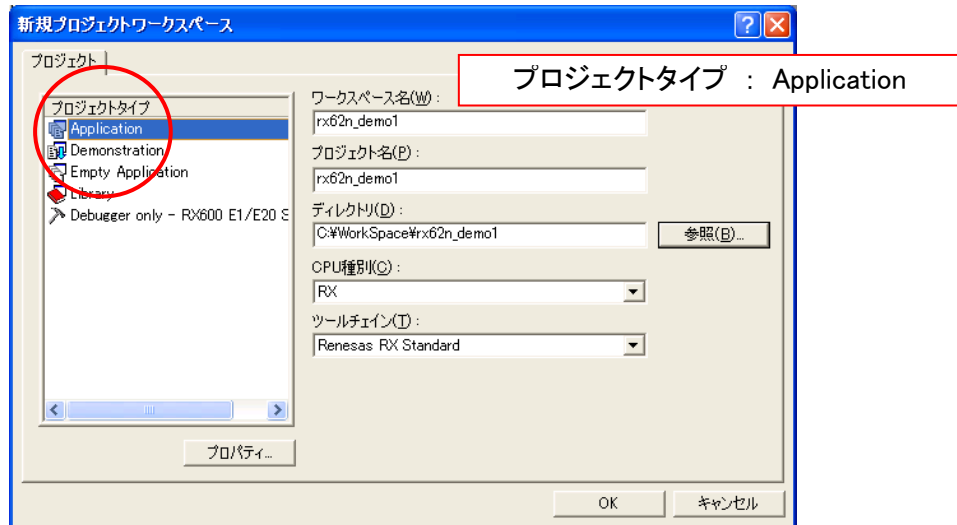 新規プロジェクトワークスペース
プロジェクト
プロジェクトタイプ : Application
プロジェクトタイプ
Application
Demonstration
Empty Application
Library
Debugger only - RX600 E1/E20 S
ワークスペース名(W) :
rx62n_demo1
プロジェクト名(P) :
rx62n_demo1
ディレクトリ(D) :
C:¥WorkSpace¥rx62n_demo1
参照(B)...
CPU種別(C) :
RX
ツールチェイン(T) :
Renesas RX Standard
プロパティ...
OK
キャンセル